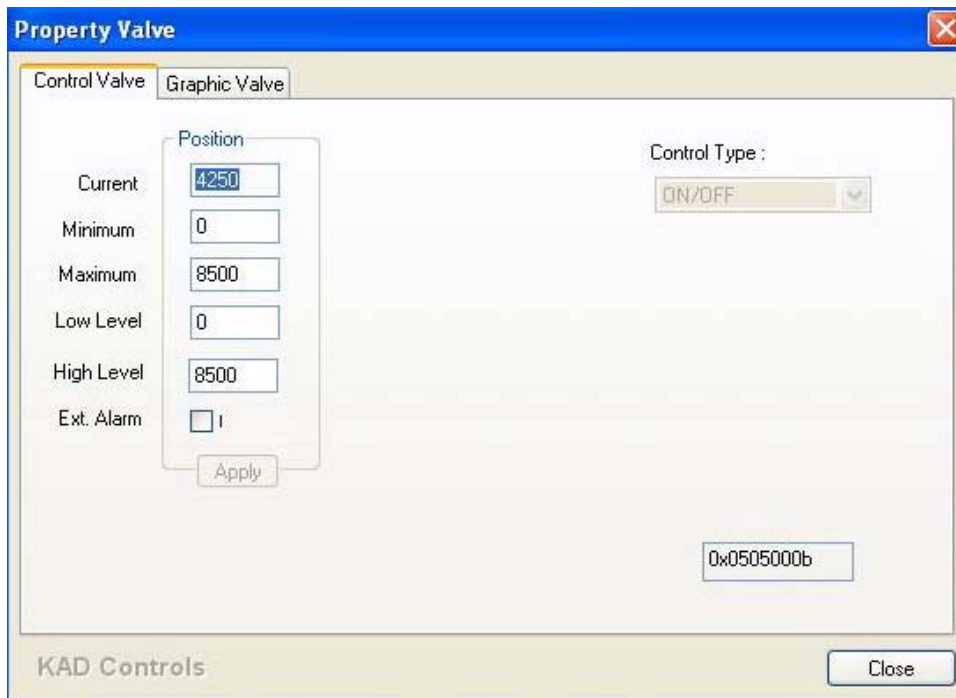 Property Valve
Control Valve
Graphic Valve
Position
Current
4250
Minimum
0
Maximum
8500
Low Level
0
High Level
8500
Ext. Alarm
I
Apply
Control Type :
ON/OFF
0x0505000b
KAD Controls
Close